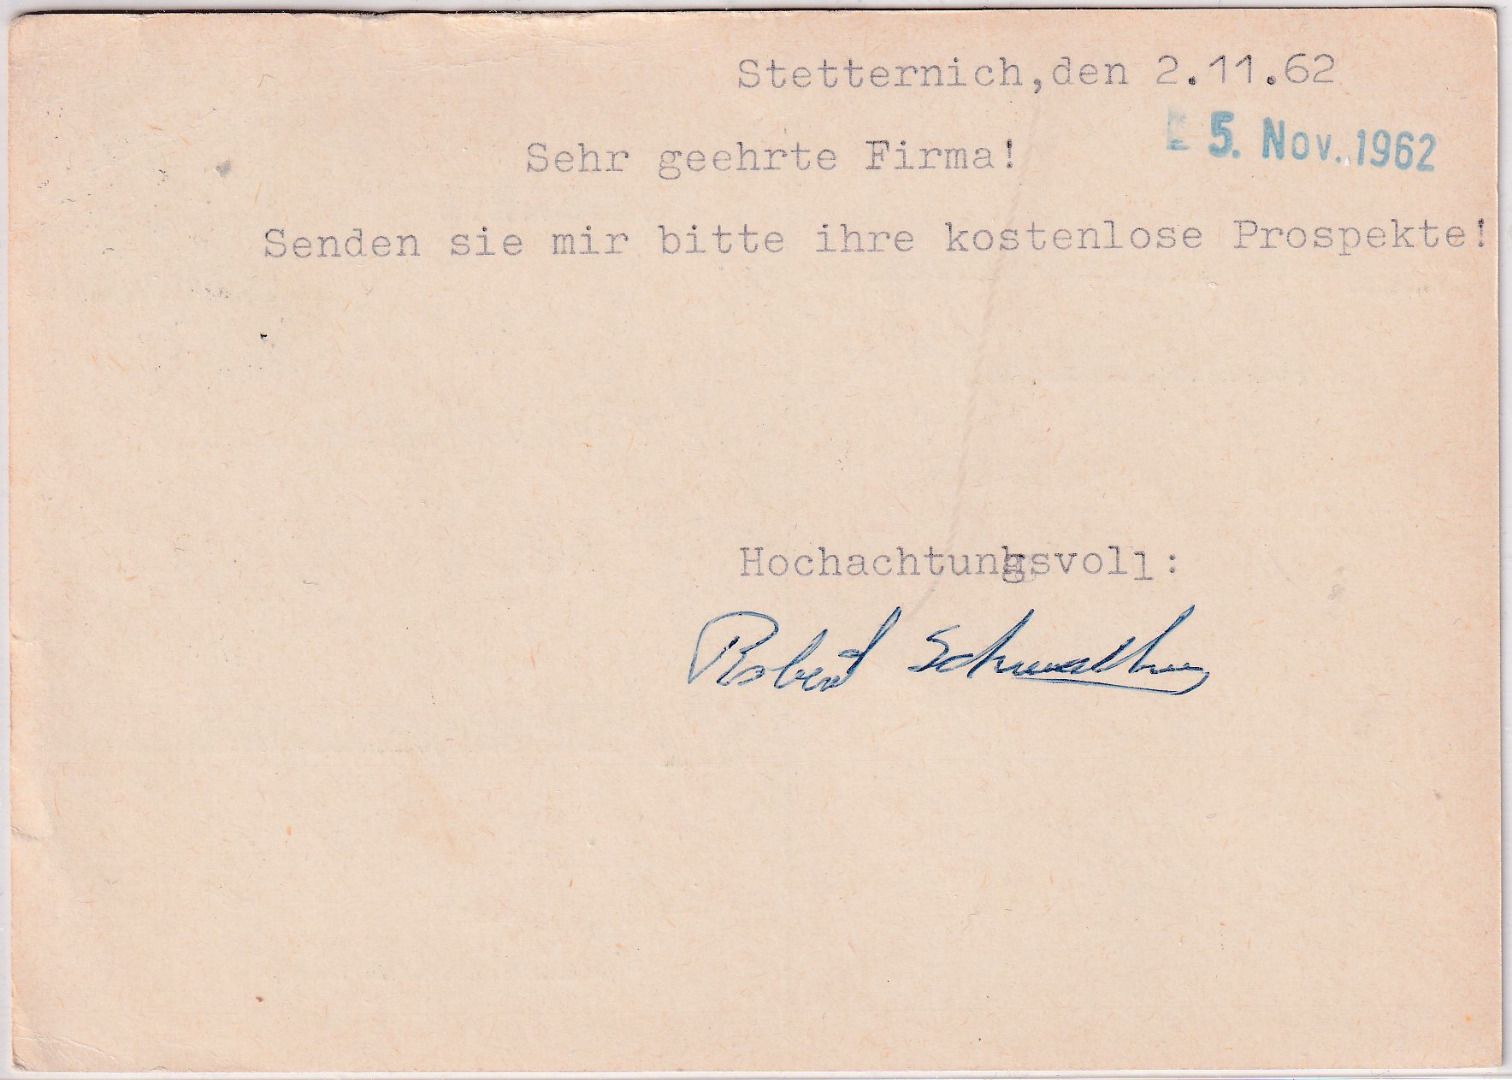 Stetternich,den 2.11.62
5. Nov. 1962
Sehr geehrte Firma!
Senden sie mir bitte ihre kostenlose Prospekte!
Hochachtungsvoll:
Robert